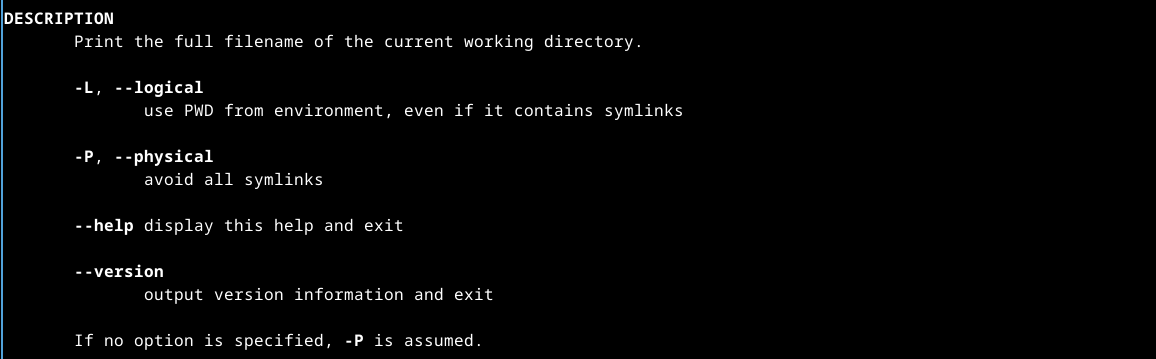 DESCRIPTION
Print the full filename of the current working directory.
-L, --logical
use PWD from environment, even if it contains symlinks
-P, --physical
avoid all symlinks
--help display this help and exit
--version
output version information and exit
If no option is specified, -P is assumed.